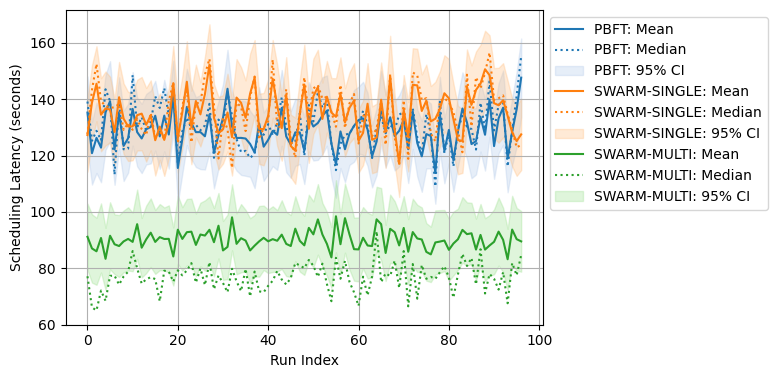 Scheduling Latency (seconds)
160
140
120
100
80
60
0
20
40
60
80
100
Run Index
PBFT: Mean
PBFT: Median
PBFT: 95% CI
SWARM-SINGLE: Mean
SWARM-SINGLE: Median
SWARM-SINGLE: 95% CI
SWARM-MULTI: Mean
SWARM-MULTI: Median
SWARM-MULTI: 95% CI